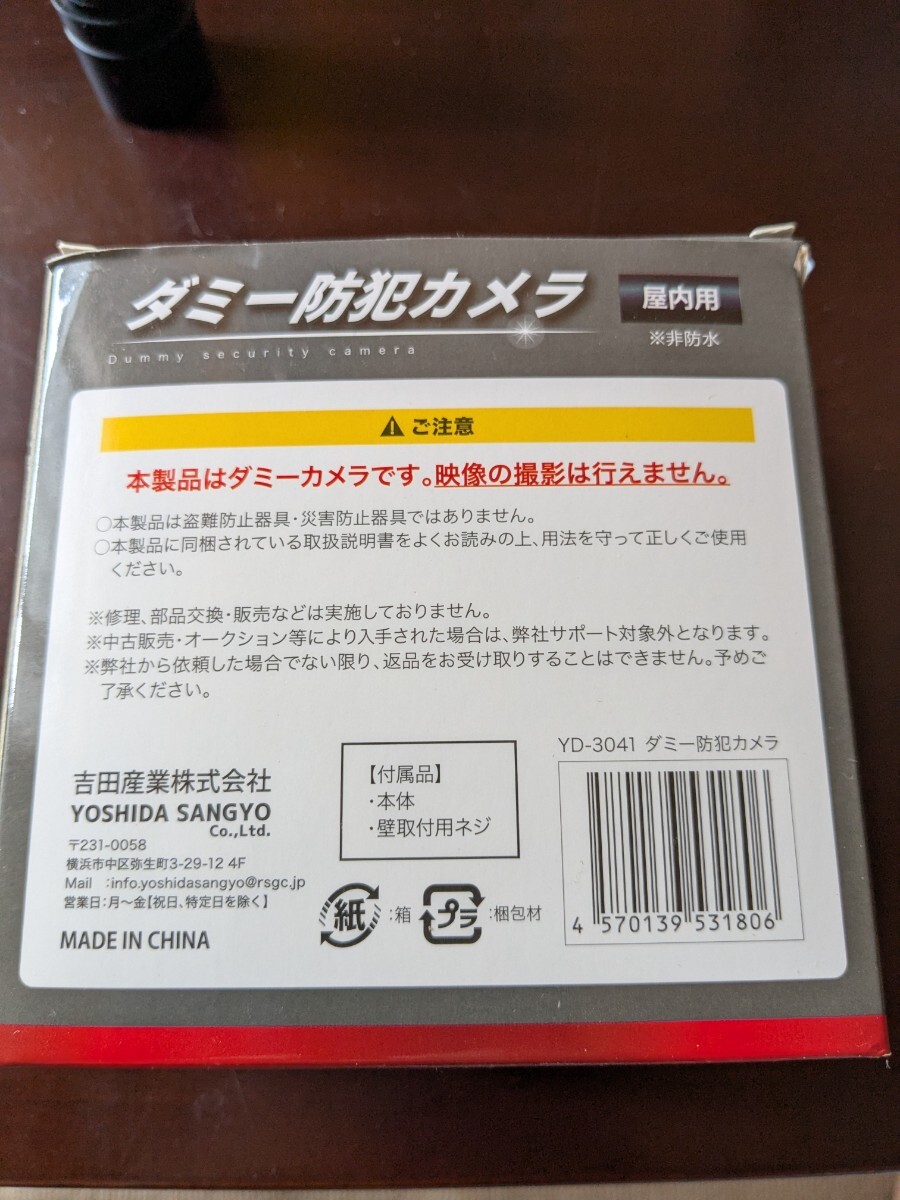 ダミー防犯カメラ
屋内用
Dummy security camera
※非防水
⚠ ご注意
本製品はダミーカメラです。映像の撮影は行えません。
○本製品は盗難防止器具・災害防止器具ではありません。
○本製品に同梱されている取扱説明書をよくお読みの上、用法を守って正しくご使用
ください。
※修理、部品交換・販売などは実施しておりません。
※中古販売・オークション等により入手された場合は、弊社サポート対象外となります。
※弊社から依頼した場合でない限り、返品をお受け取りすることはできません。予めご
了承ください。
吉田産業株式会社
YOSHIDA SANGYO
Co.,Ltd.
〒231-0058
横浜市中区弥生町3-29-12 4F
Mail :info.yoshidasangyo@rsgc.jp
営業日:月〜金【祝日、特定日を除く】
MADE IN CHINA
【付属品】
・本体
・壁取付用ネジ
紙 :箱
プラ :梱包材
YD-3041 ダミー防犯カメラ
4 570139 531806